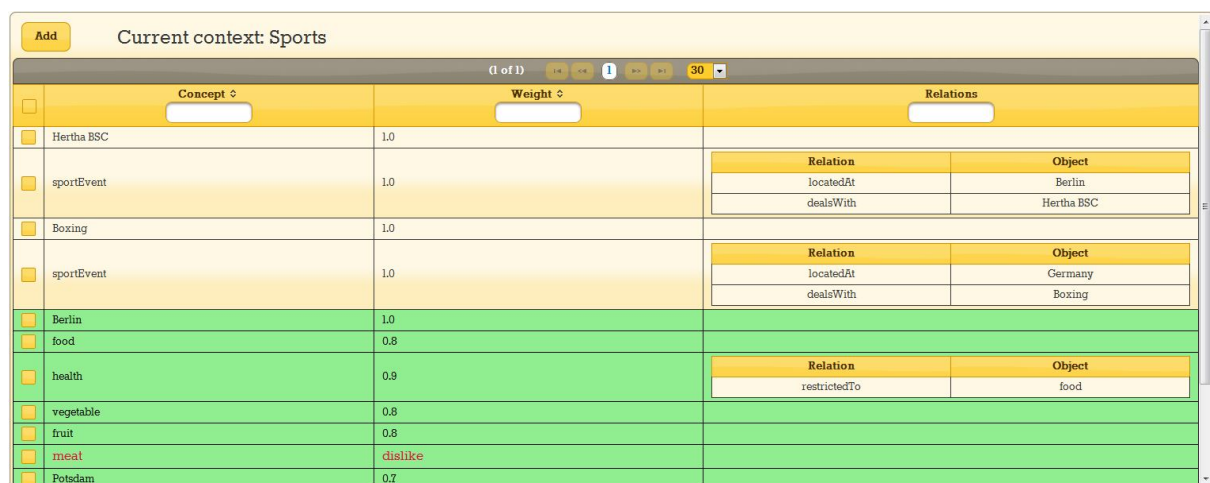 Add Current context: Sports
(1 of 1) 1 30
Concept Weight Relations
Hertha BSC 1.0
Relation Object
sportEvent 1.0 locatedAt Berlin
dealsWith Hertha BSC
Boxing 1.0
Relation Object
sportEvent 1.0 locatedAt Germany
dealsWith Boxing
Berlin 1.0
food 0.8
Relation Object
health 0.9
restrictedTo food
vegetable 0.8
fruit 0.8
meat dislike
Potsdam 0.7